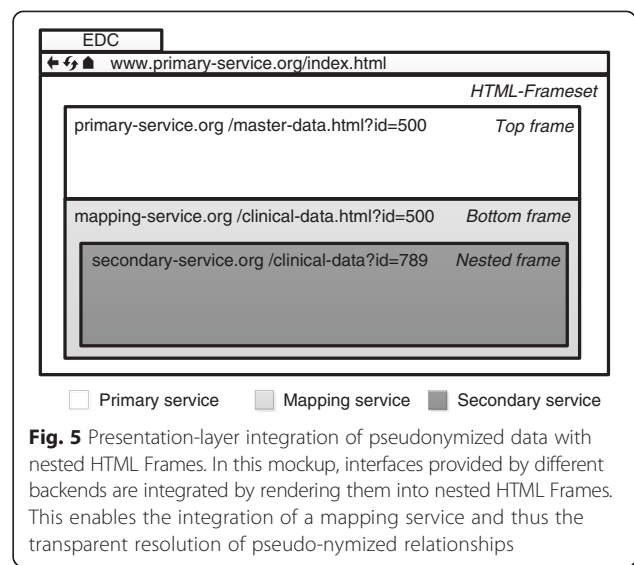 EDC
www.primary-service.org/index.html
HTML-Frameset
primary-service.org /master-data.html?id=500 Top frame
mapping-service.org /clinical-data.html?id=500 Bottom frame
secondary-service.org /clinical-data?id=789 Nested frame
Primary service Mapping service Secondary service
Fig. 5 Presentation-layer integration of pseudonymized data with
nested HTML Frames. In this mockup, interfaces provided by different
backends are integrated by rendering them into nested HTML Frames.
This enables the integration of a mapping service and thus the
transparent resolution of pseudo-nymized relationships